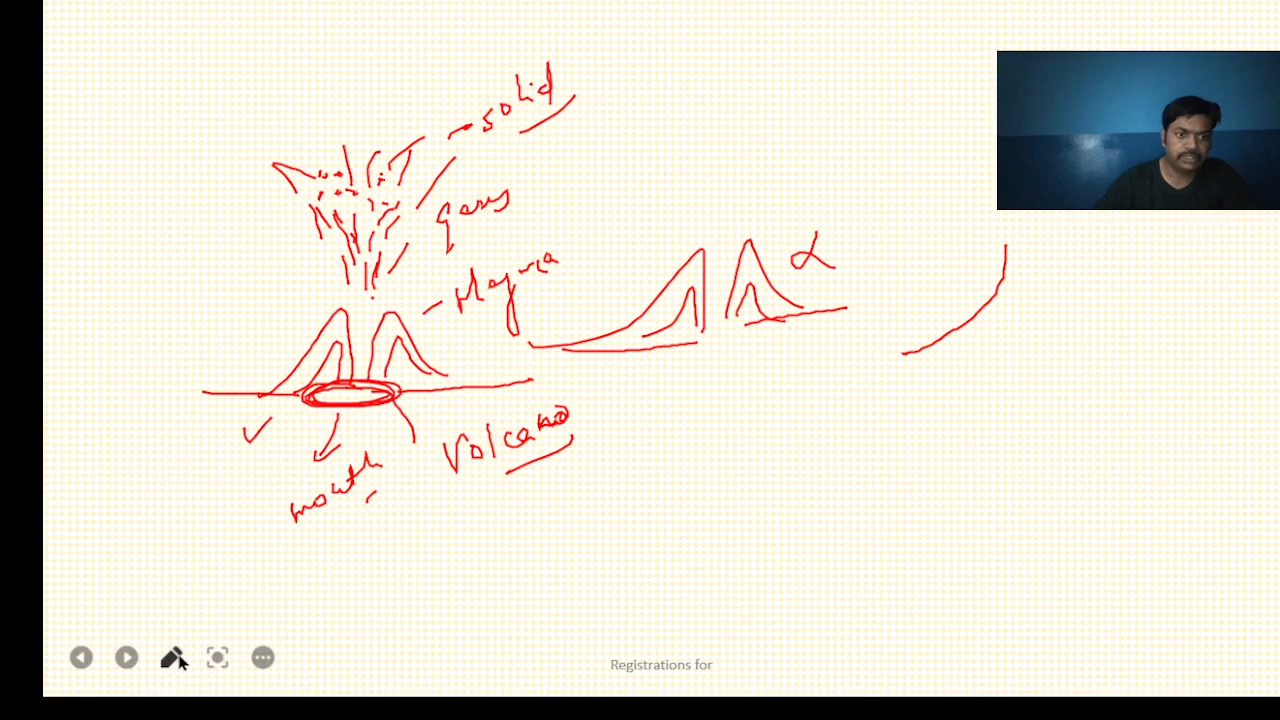 solid
gases
Magma
α
Volcano
mouth
Registrations for